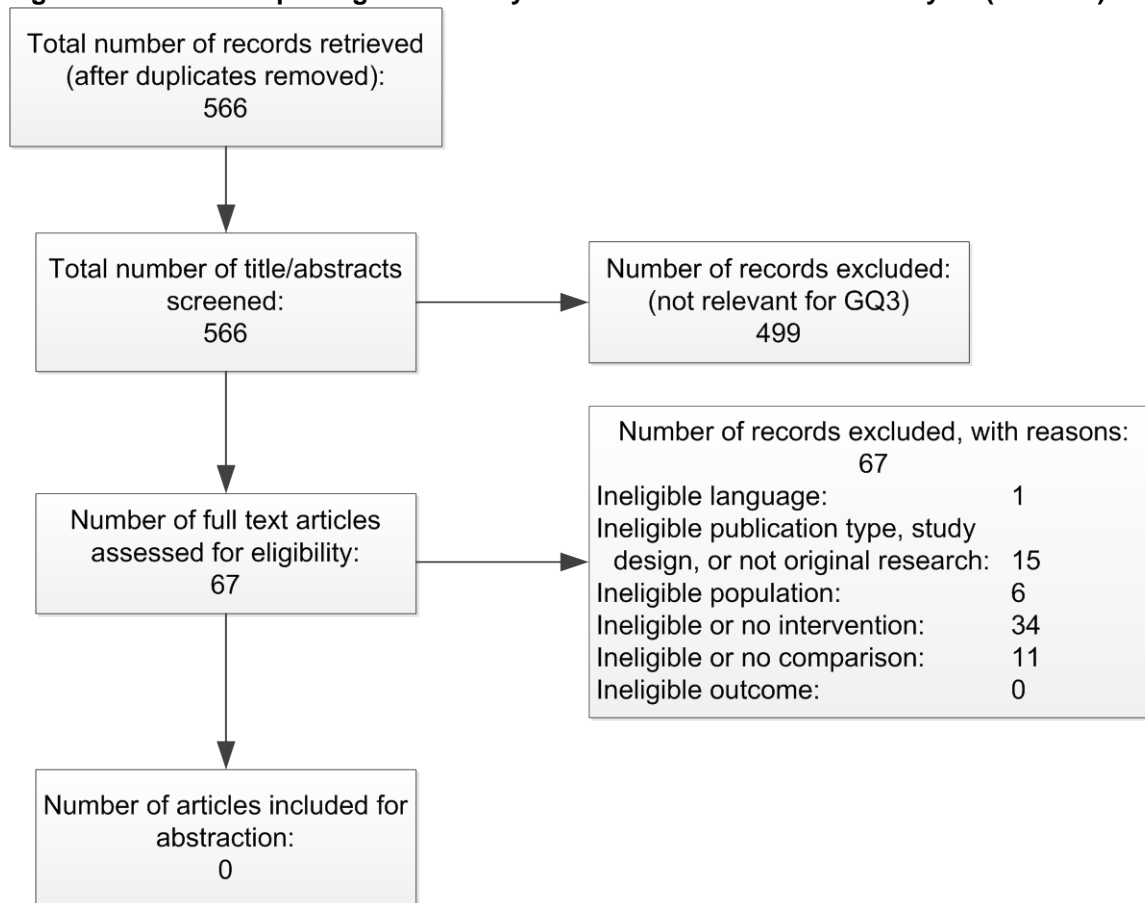 Total number of records retrieved
(after duplicates removed):
566
Total number of title/abstracts
screened:
566
Number of records excluded:
(not relevant for GQ3)
499
Number of full text articles
assessed for eligibility:
67
Number of records excluded, with reasons:
67
Ineligible language: 1
Ineligible publication type, study
design, or not original research: 15
Ineligible population: 6
Ineligible or no intervention: 34
Ineligible or no comparison: 11
Ineligible outcome: 0
Number of articles included for
abstraction:
0